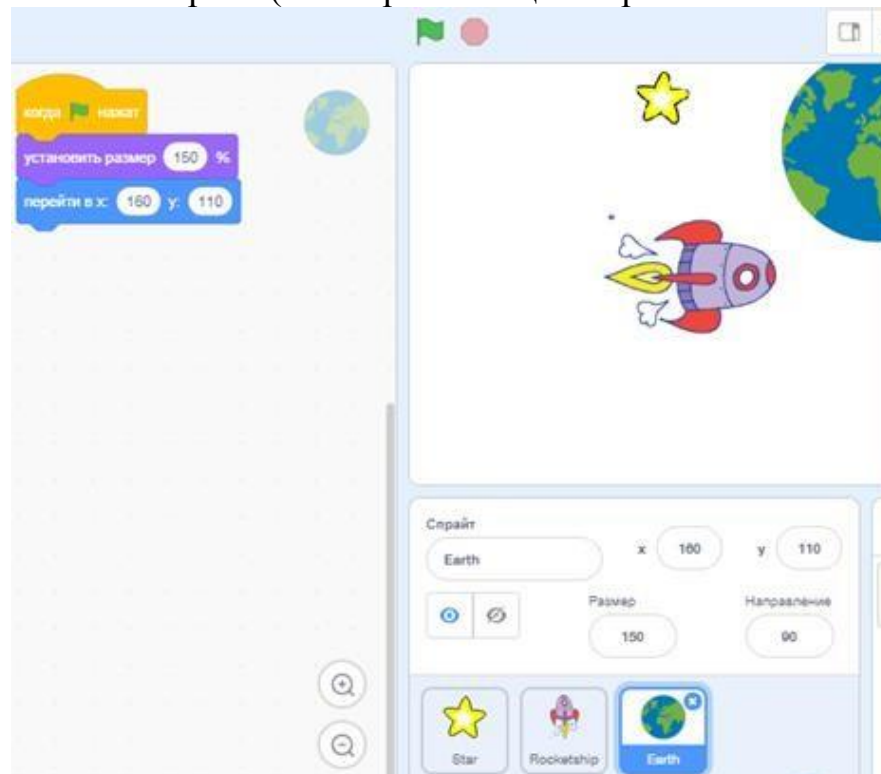 когда нажат
установить размер 150 %
перейти в x: 160 y: 110
Спрайт
Earth
x 160 y 110
Размер
150
Направление
90
Star
Rocketship
Earth